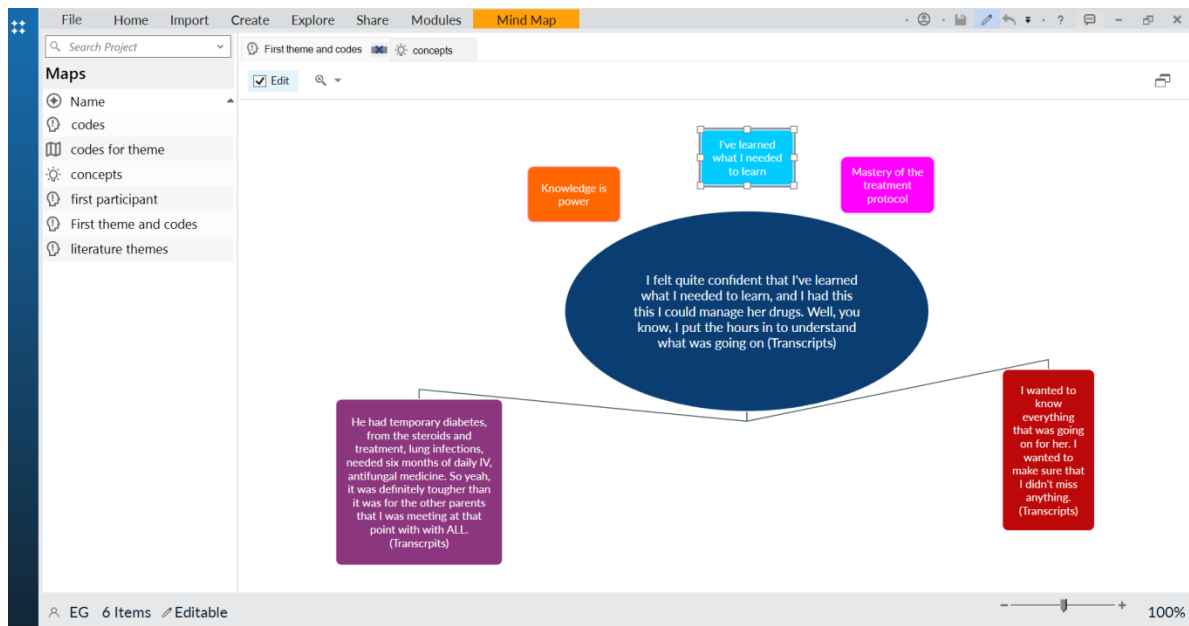 File Home Import Create Explore Share Modules Mind Map ?
Search Project
First theme and codes concepts
Maps
Edit
Name
codes
codes for theme
concepts
first participant
First theme and codes
literature themes
I've learned
what I needed
to learn
Knowledge is
power
Mastery of the
treatment
protocol
I felt quite confident that I've learned
what I needed to learn, and I had this
this I could manage her drugs. Well, you
know, I put the hours in to understand
what was going on (Transcripts)
He had temporary diabetes,
from the steroids and
treatment, lung infections,
needed six months of daily IV,
antifungal medicine. So yeah,
it was definitely tougher than
it was for the other parents
that I was meeting at that
point with with ALL.
(Transcrpits)
I wanted to
know
everything
that was going
on for her. I
wanted to
make sure that
I didn't miss
anything.
(Transcripts)
EG 6 Items Editable
100%